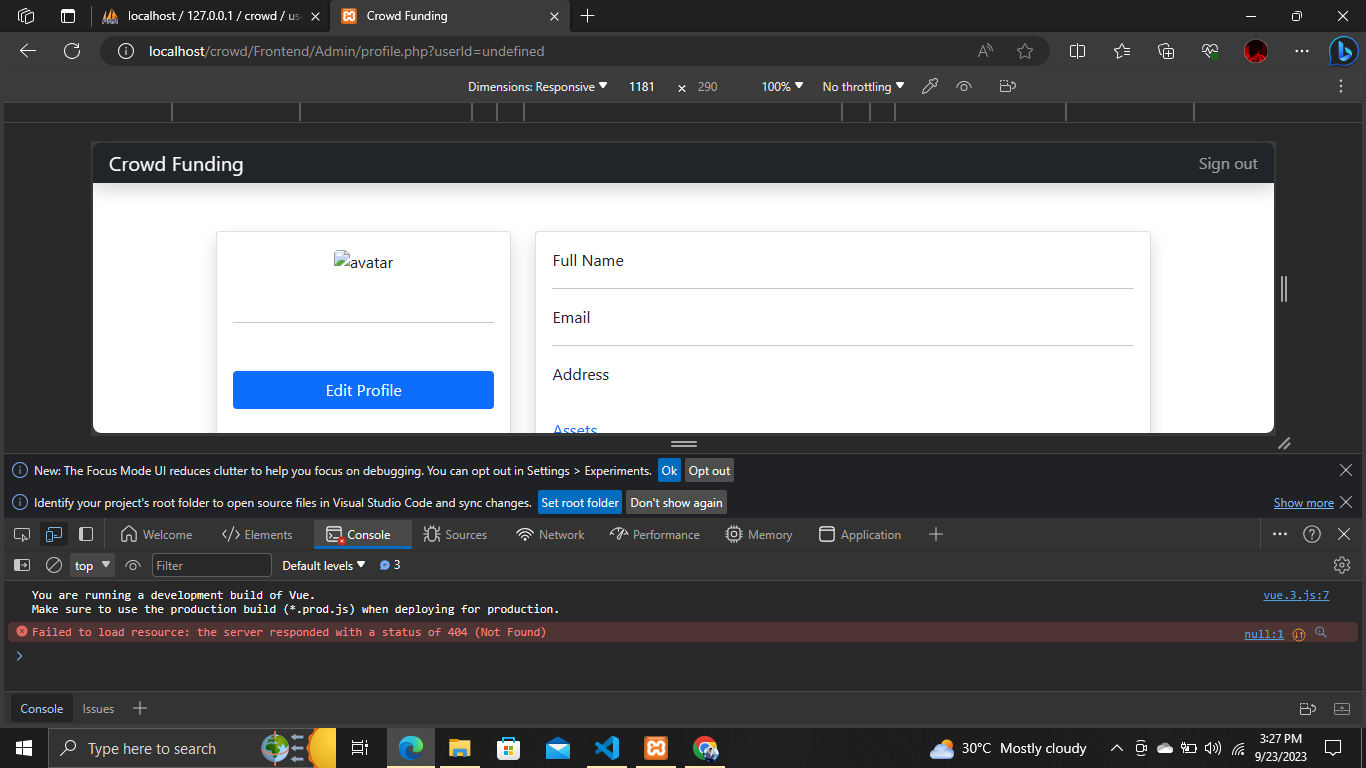 localhost / 127.0.0.1 / crowd / use
Crowd Funding
localhost/crowd/Frontend/Admin/profile.php?userId=undefined
Dimensions: Responsive 1181 × 290 100% No throttling
Crowd Funding Sign out
avatar
Full Name
Email
Address
Edit Profile
Assets
New: The Focus Mode UI reduces clutter to help you focus on debugging. You can opt out in Settings > Experiments. Ok Opt out
Identify your project's root folder to open source files in Visual Studio Code and sync changes. Set root folder Don't show again Show more
Welcome Elements Console Sources Network Performance Memory Application
top Filter Default levels 3
You are running a development build of Vue. vue.3.js:7
Make sure to use the production build (*.prod.js) when deploying for production.
Failed to load resource: the server responded with a status of 404 (Not Found) null:1
Console Issues
Type here to search
30°C Mostly cloudy
3:27 PM
9/23/2023